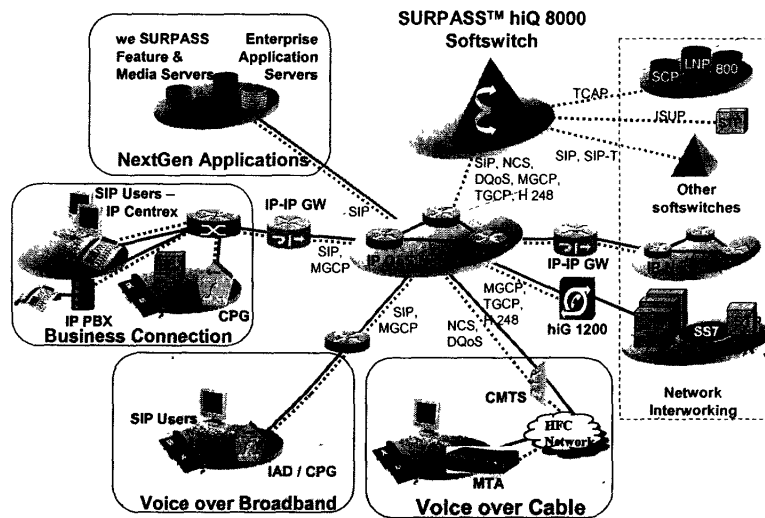 SURPASS™ hiQ 8000
Softswitch
we SURPASS
Feature &
Media Servers
Enterprise
Application
Servers
NextGen Applications
SCP
LNP
800
TCAP
ISUP
SIP, SIP-T
Other
softswitches
SIP, NCS,
DQoS, MGCP,
TGCP, H 248
SIP Users –
IP Centrex
IP-IP GW
SIP
SIP,
MGCP
IP-IP GW
IP PBX
CPG
Business Connection
SIP,
MGCP
NCS,
DQoS
MGCP,
TGCP,
H 248
hiG 1200
SS7
Network
Interworking
SIP Users
IAD / CPG
Voice over Broadband
CMTS
HFC
Network
MTA
Voice over Cable